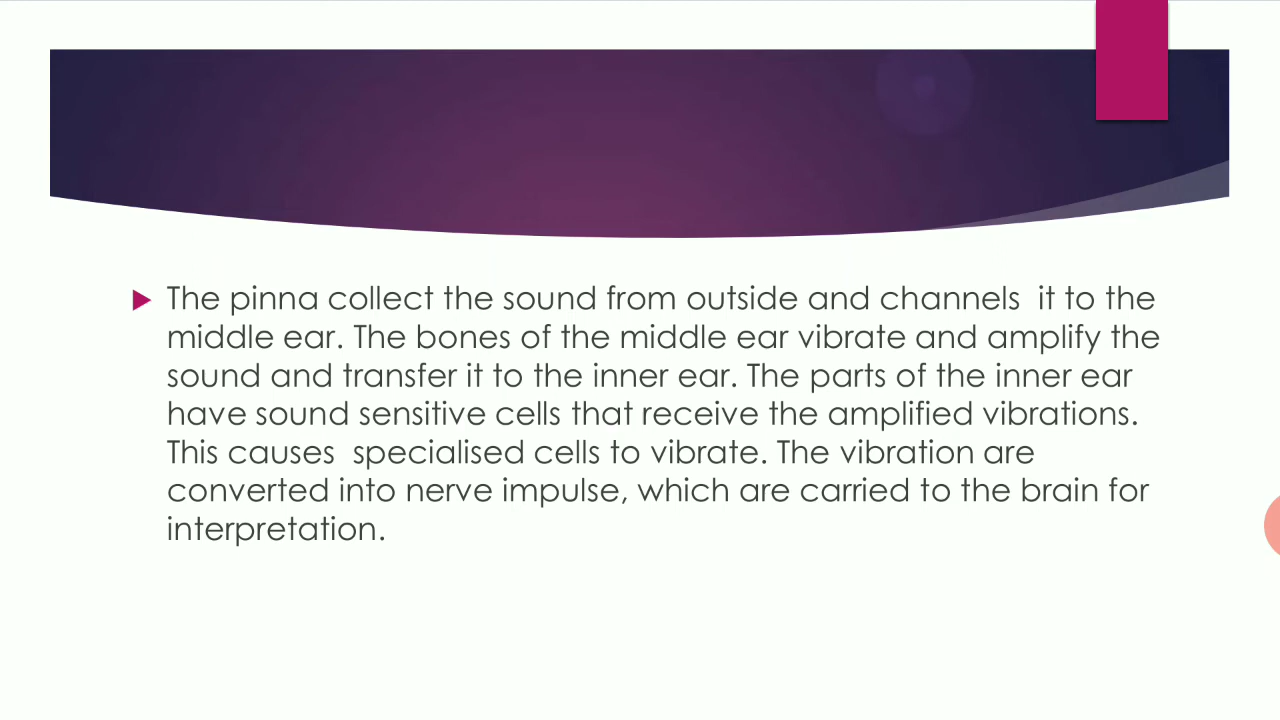 The pinna collect the sound from outside and channels  it to the
middle ear. The bones of the middle ear vibrate and amplify the
sound and transfer it to the inner ear. The parts of the inner ear
have sound sensitive cells that receive the amplified vibrations.
This causes  specialised cells to vibrate. The vibration are
converted into nerve impulse, which are carried to the brain for
interpretation.